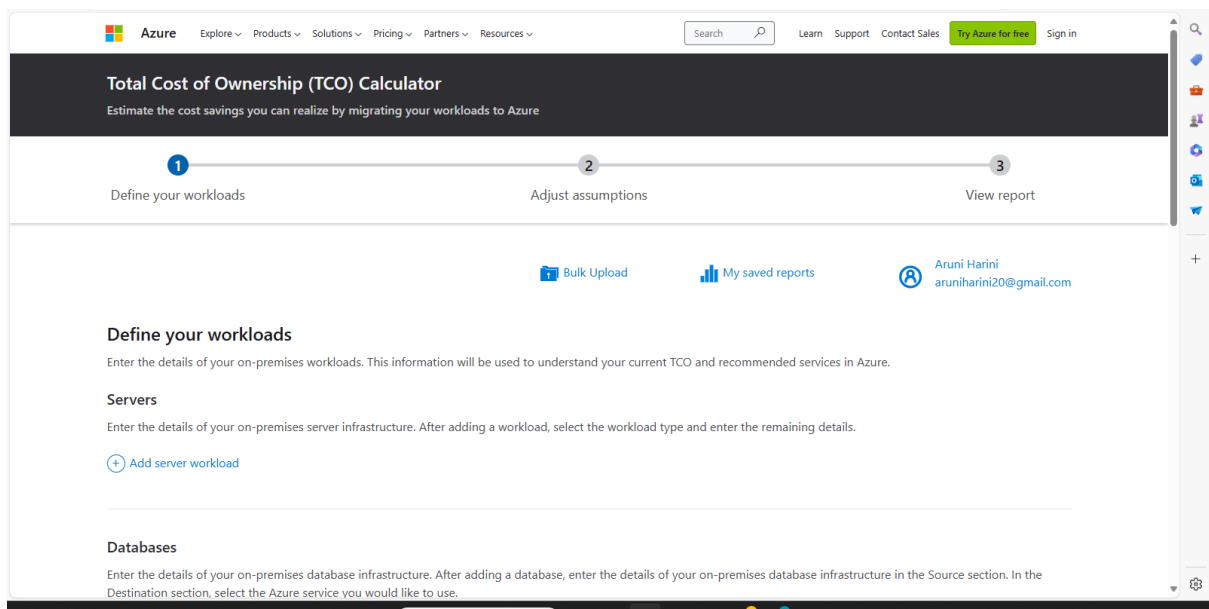 Azure Explore Products Solutions Pricing Partners Resources Search Learn Support Contact Sales Try Azure for free Sign in
Total Cost of Ownership (TCO) Calculator
Estimate the cost savings you can realize by migrating your workloads to Azure
1 2 3
Define your workloads Adjust assumptions View report
Bulk Upload My saved reports Aruni Harini
aruniharini20@gmail.com
Define your workloads
Enter the details of your on-premises workloads. This information will be used to understand your current TCO and recommended services in Azure.
Servers
Enter the details of your on-premises server infrastructure. After adding a workload, select the workload type and enter the remaining details.
Add server workload
Databases
Enter the details of your on-premises database infrastructure. After adding a database, enter the details of your on-premises database infrastructure in the Source section. In the
Destination section, select the Azure service you would like to use.